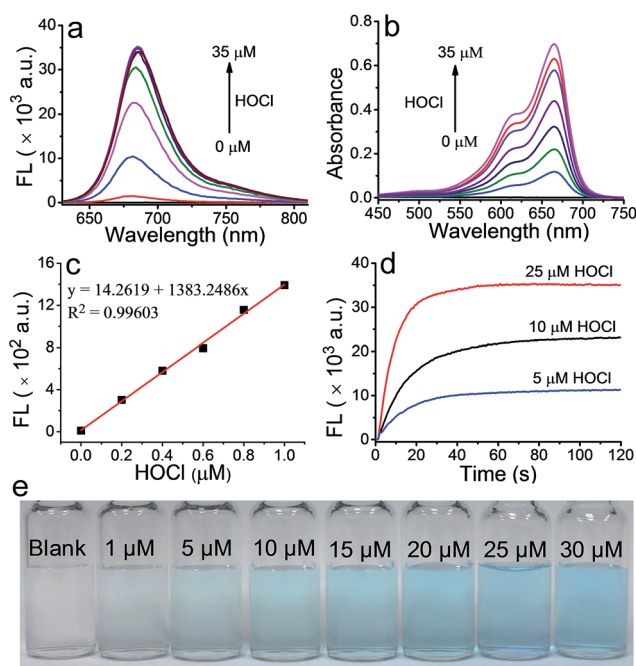 a
40
30
20
10
0
FL ( × 10³ a.u.)
35 µM
HOCl
0 µM
650 700 750 800
Wavelength (nm)
b
0.8
0.6
0.4
0.2
0.0
Absorbance
35 µM
HOCl
0 µM
450 500 550 600 650 700 750
Wavelength (nm)
c
16
12
8
4
0
FL ( × 10² a.u.)
y = 14.2619 + 1383.2486x
R² = 0.99603
0.0 0.2 0.4 0.6 0.8 1.0
HOCl (µM)
d
40
30
20
10
0
FL ( × 10³ a.u.)
25 µM HOCl
10 µM HOCl
5 µM HOCl
0 20 40 60 80 100 120
Time (s)
e
Blank 1 µM 5 µM 10 µM 15 µM 20 µM 25 µM 30 µM